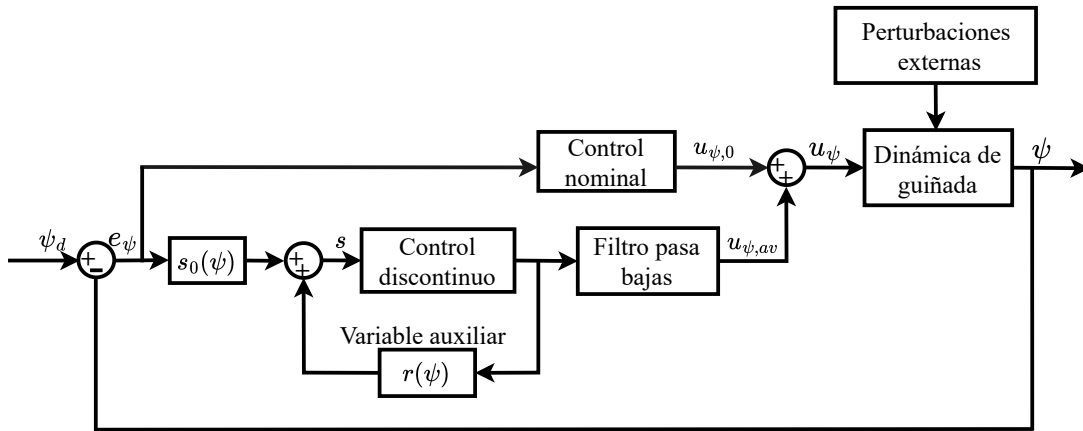 Perturbaciones
externas
Control
nominal
u_{ψ,0}
+
+
u_ψ
Dinámica de
guiñada
ψ
ψ_d
+
-
e_ψ
s_0(ψ)
+
+
s
Control
discontinuo
Filtro pasa
bajas
u_{ψ,av}
Variable auxiliar
r(ψ)